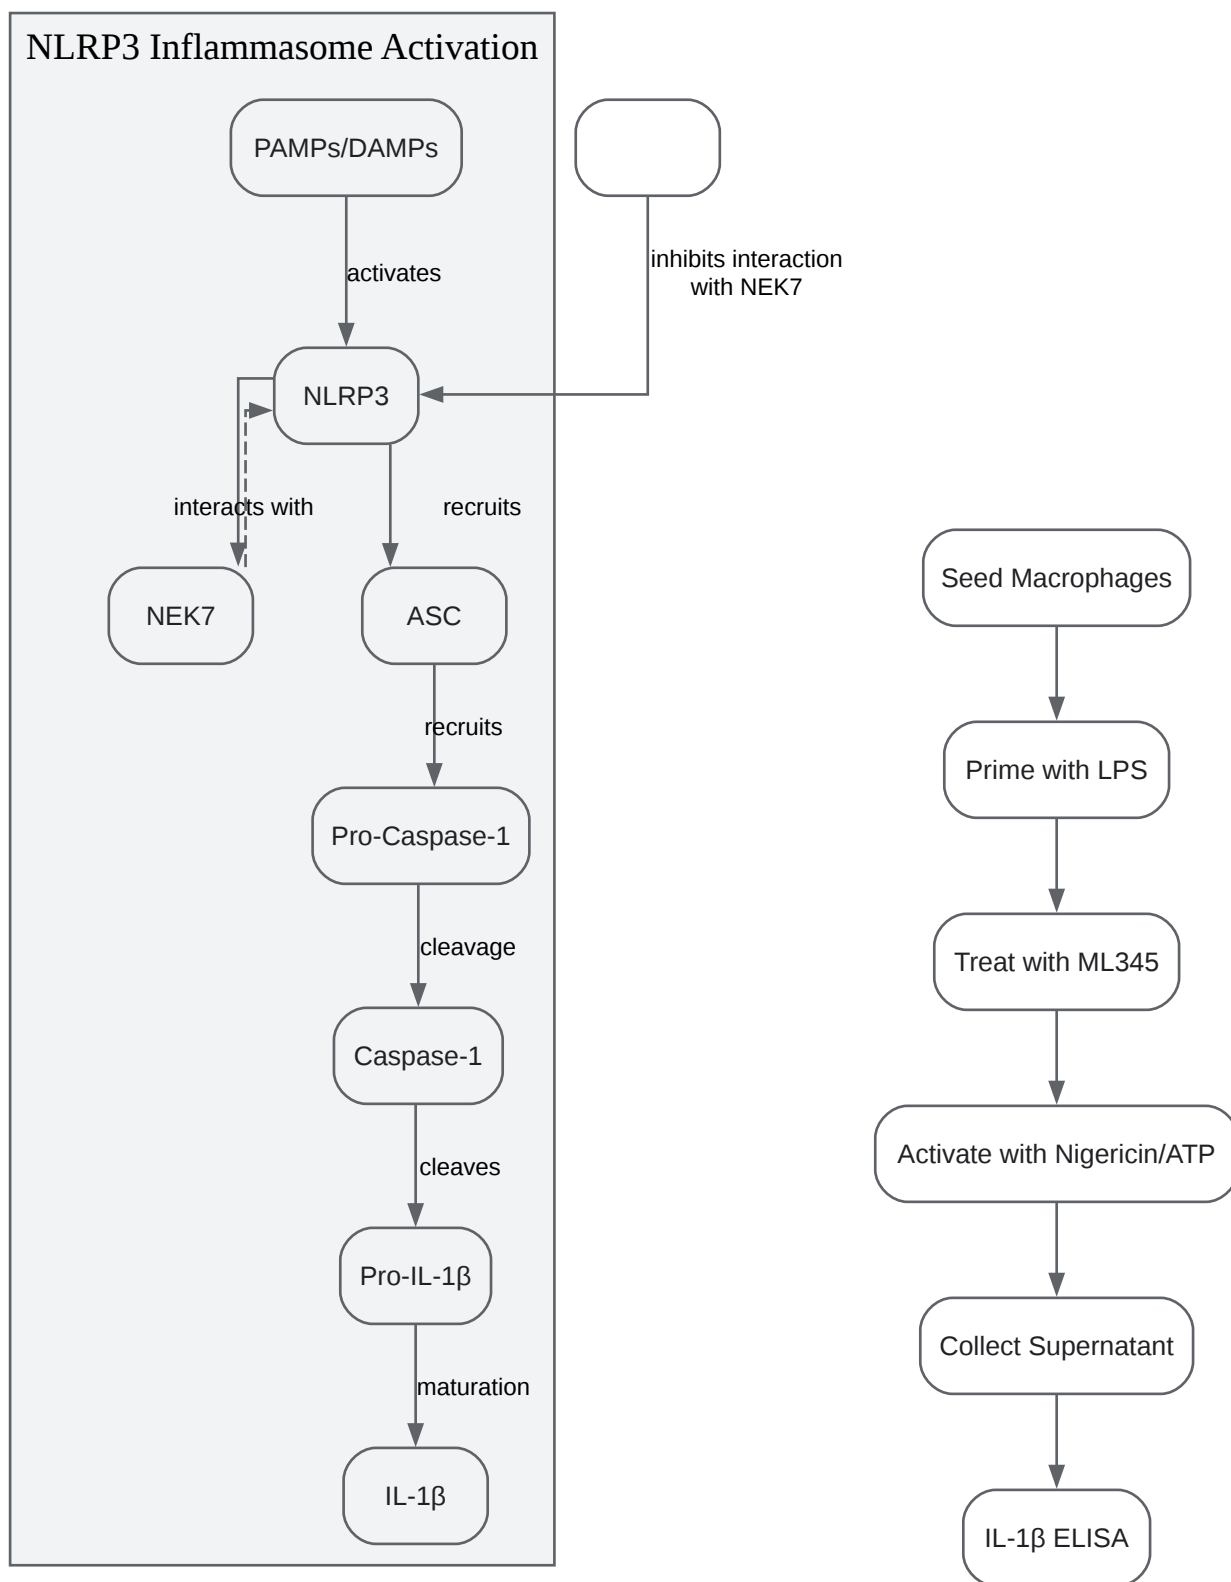 NLRP3 Inflammasome Activation
PAMPs/DAMPs
activates
inhibits interaction
with NEK7
NLRP3
interacts with
recruits
NEK7
ASC
recruits
Pro-Caspase-1
cleavage
Caspase-1
cleaves
Pro-IL-1β
maturation
IL-1β
Seed Macrophages
Prime with LPS
Treat with ML345
Activate with Nigericin/ATP
Collect Supernatant
IL-1β ELISA